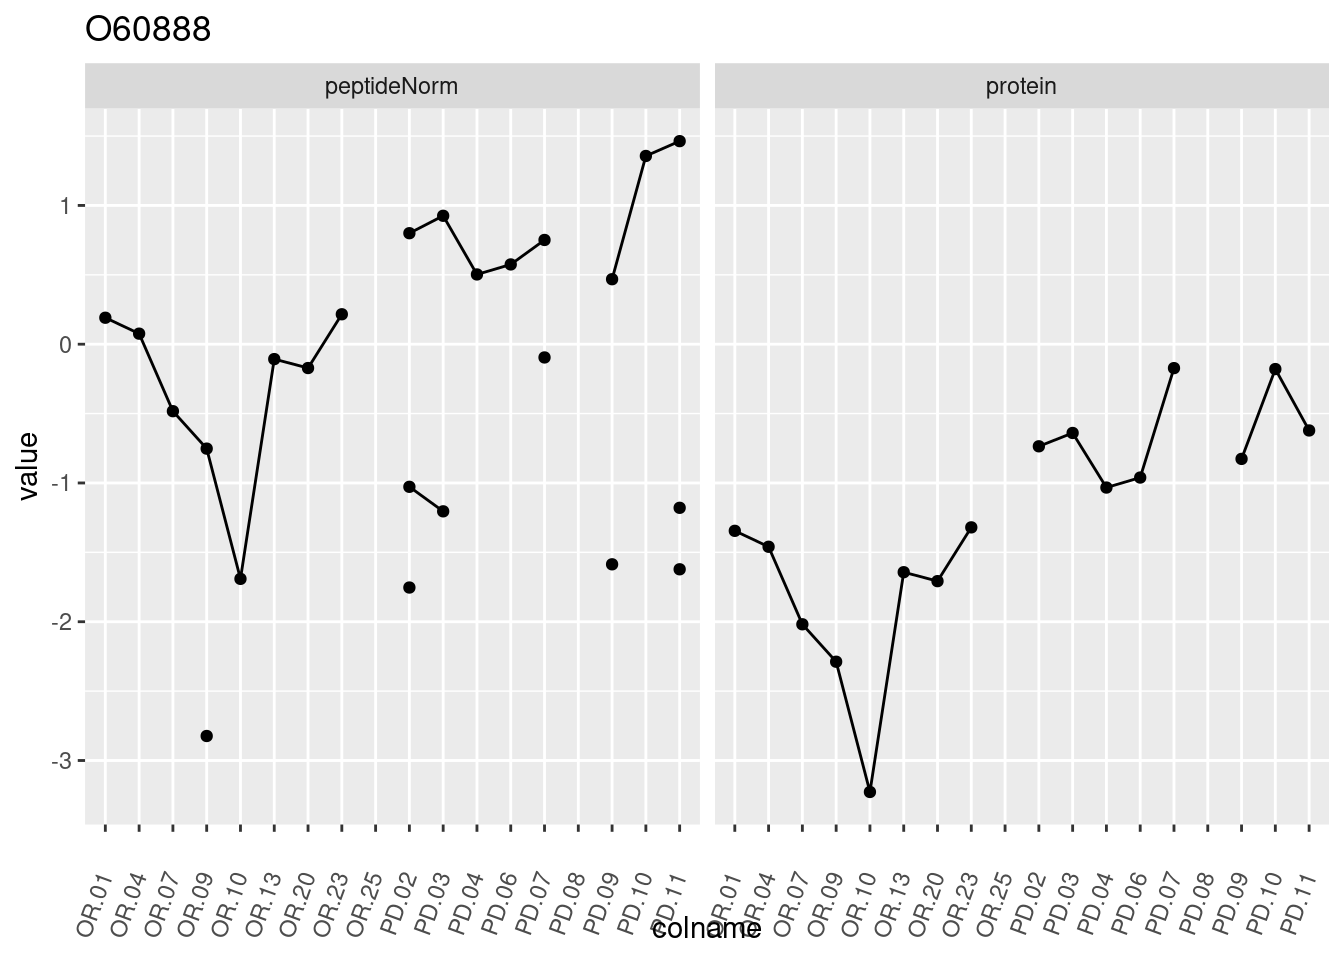 O60888
peptideNorm
protein
value
1
0
-1
-2
-3
OR.01
OR.04
OR.07
OR.09
OR.10
OR.13
OR.20
OR.23
OR.25
PD.02
PD.03
PD.04
PD.06
PD.07
PD.08
PD.09
PD.10
PD.11
OR.01
OR.04
OR.07
OR.09
OR.10
OR.13
OR.20
OR.23
OR.25
PD.02
PD.03
PD.04
PD.06
PD.07
PD.08
PD.09
PD.10
PD.11
colname